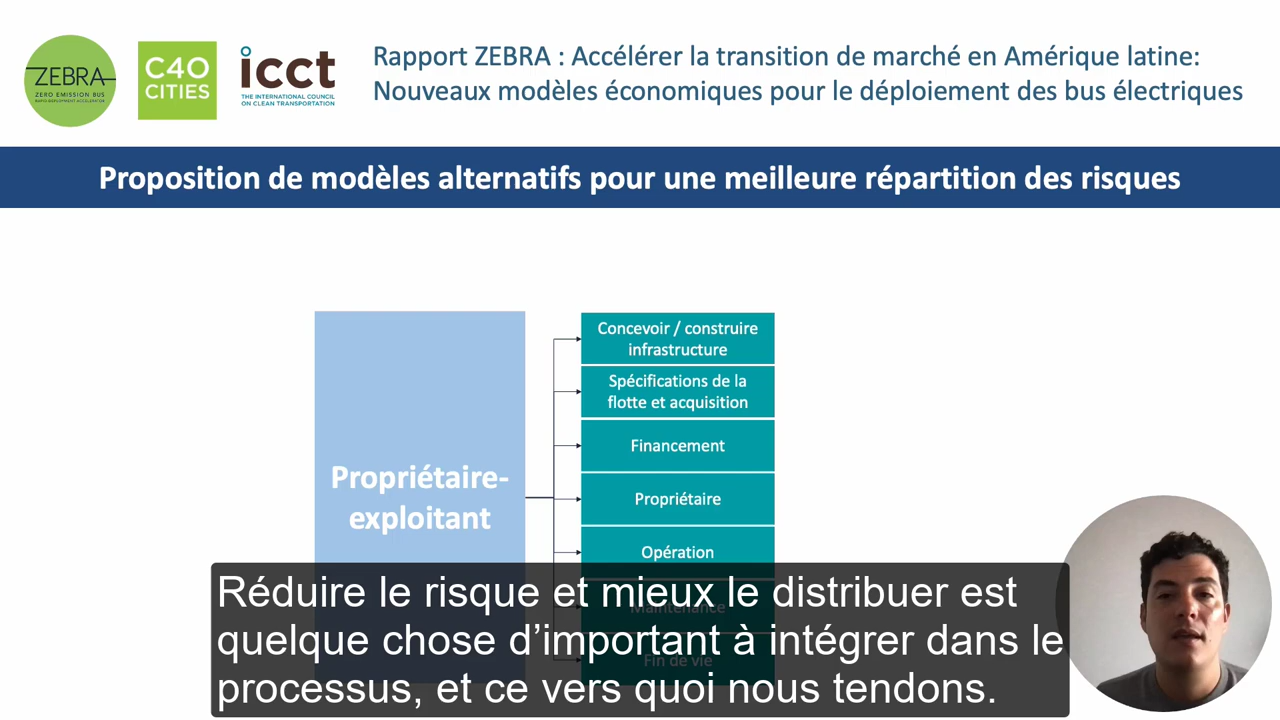 ZEBRA
ZERO EMISSION BUS
RAPID-DEPLOYMENT ACCELERATOR
C40
CITIES
icct
THE INTERNATIONAL COUNCIL
ON CLEAN TRANSPORTATION
Rapport ZEBRA : Accélérer la transition de marché en Amérique latine:
Nouveaux modèles économiques pour le déploiement des bus électriques
Proposition de modèles alternatifs pour une meilleure répartition des risques
Propriétaire-
exploitant
Concevoir / construire
infrastructure
Spécifications de la
flotte et acquisition
Financement
Propriétaire
Opération
Maintenance
Fin de vie
Réduire le risque et mieux le distribuer est
quelque chose d’important à intégrer dans le
processus, et ce vers quoi nous tendons.